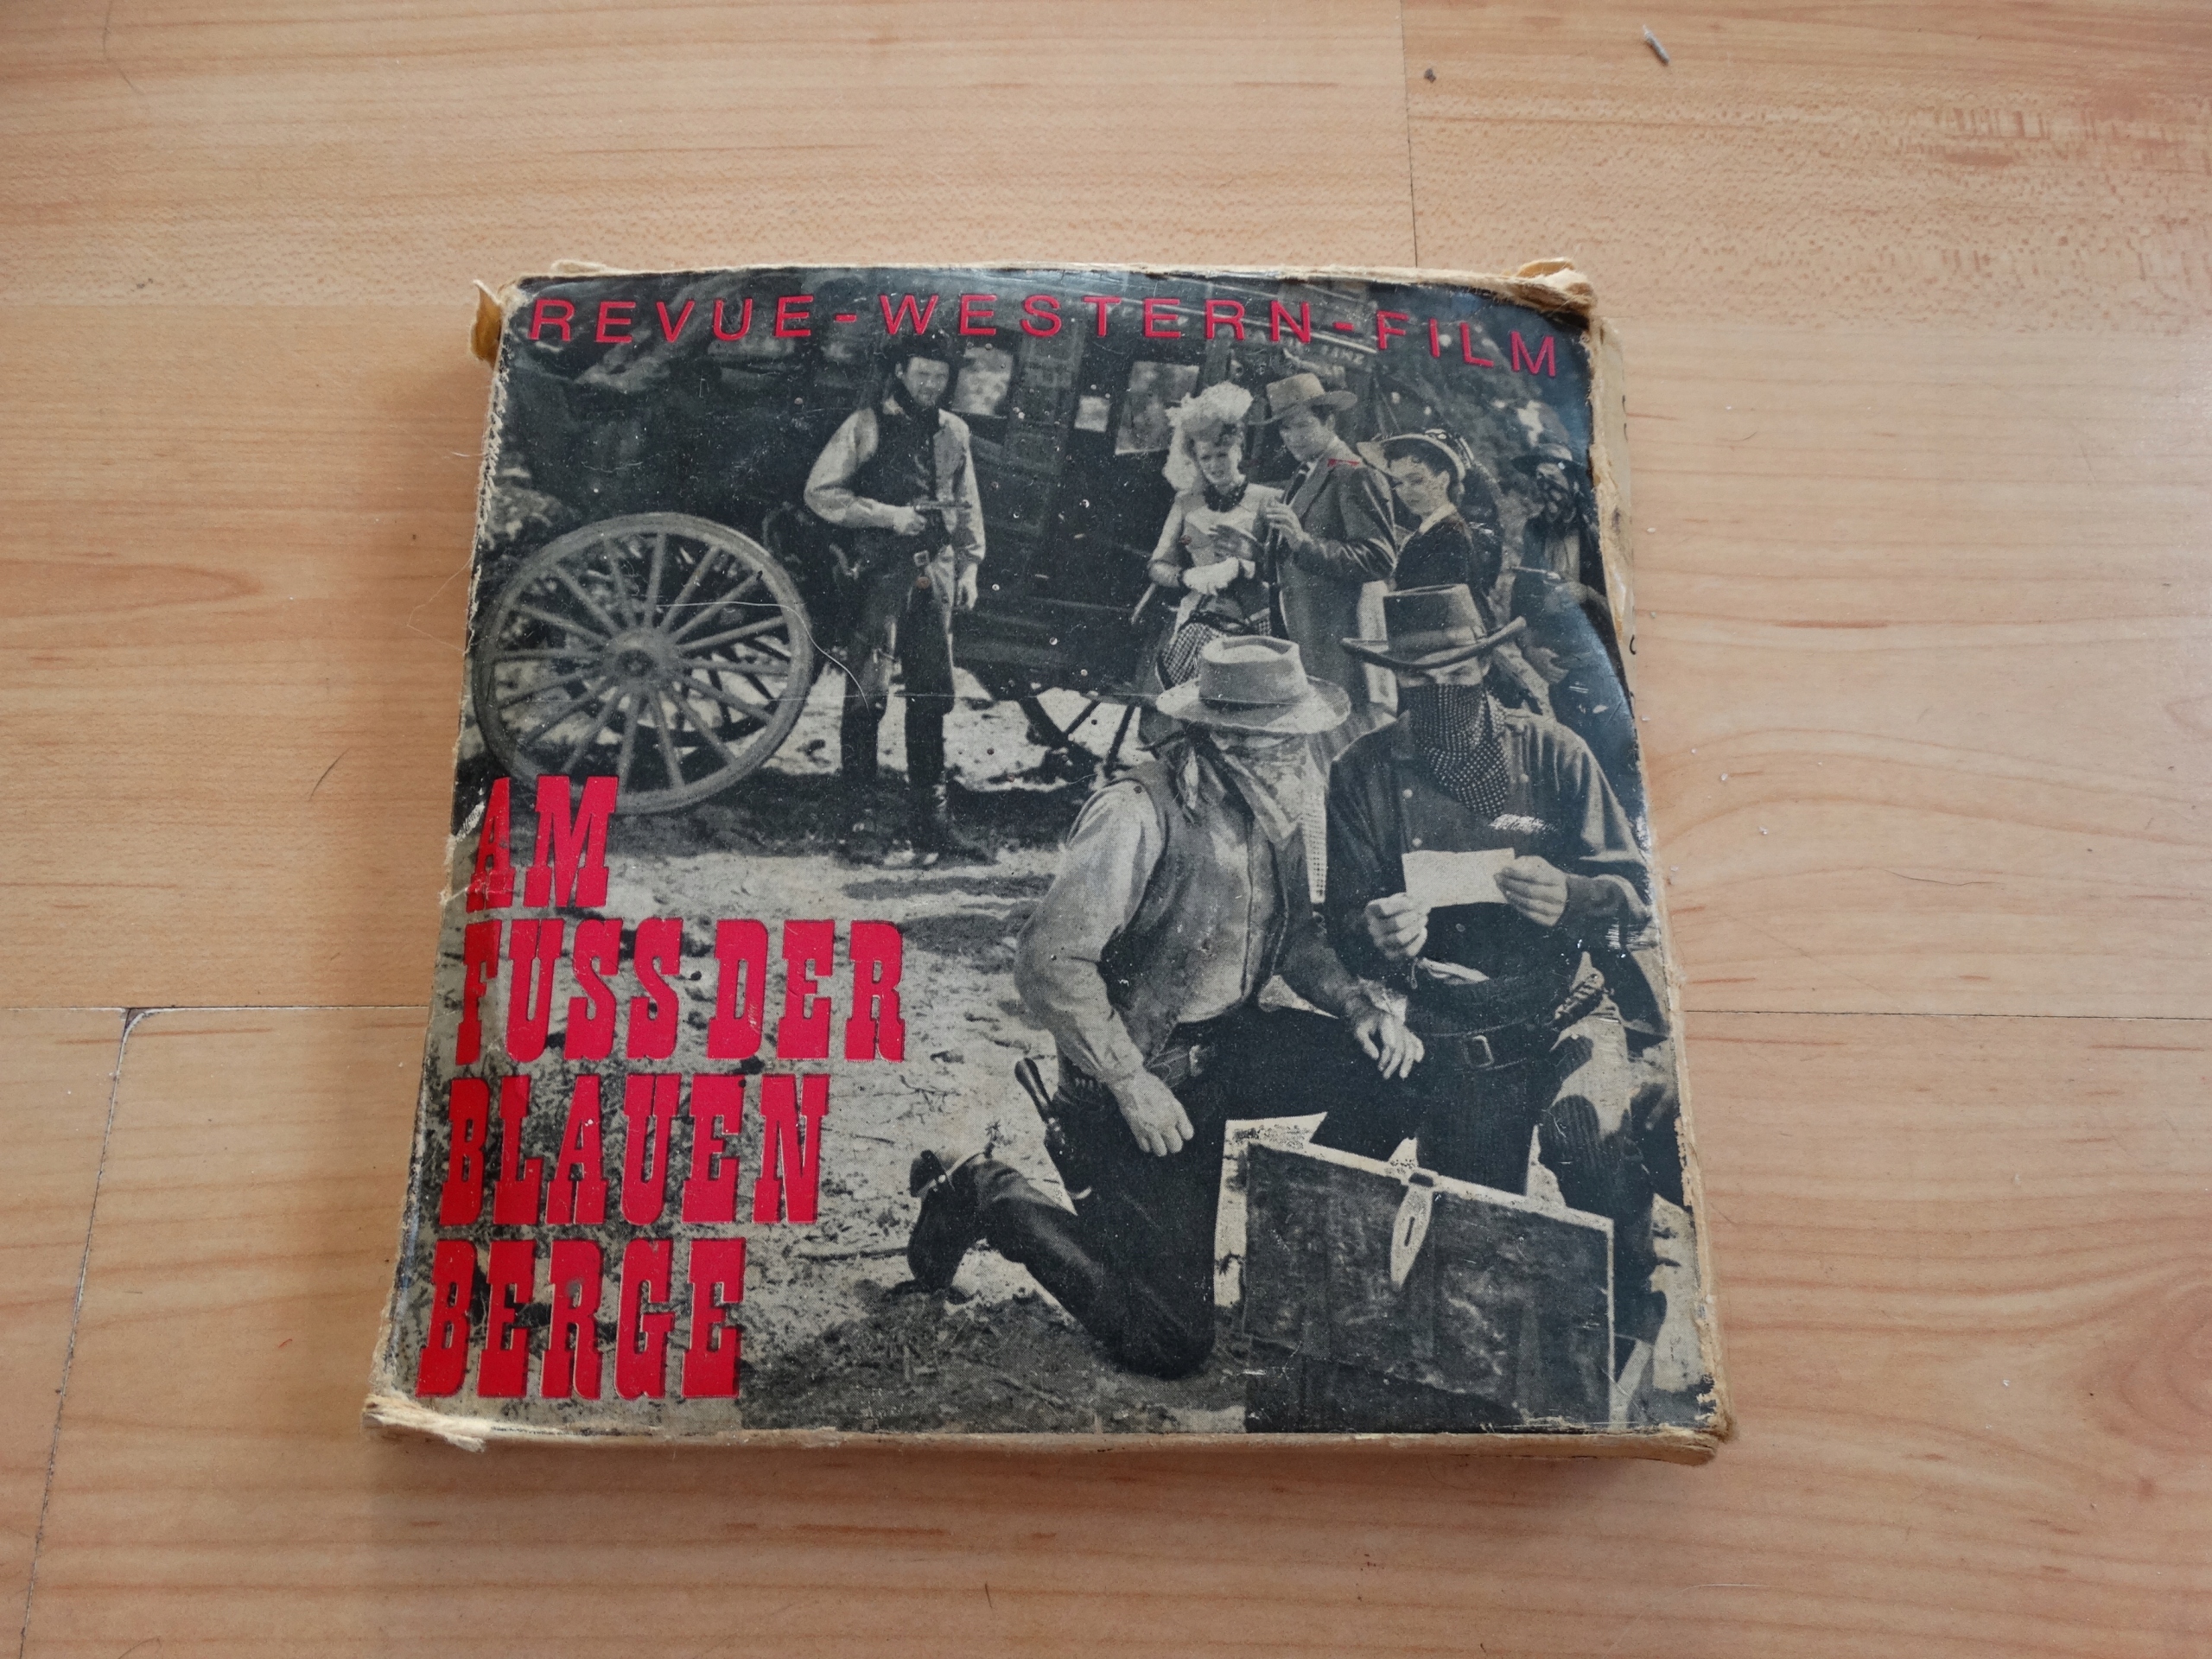 REVUE-WESTERN-FILM
AM
FUSS DER
BLAUEN
BERGE